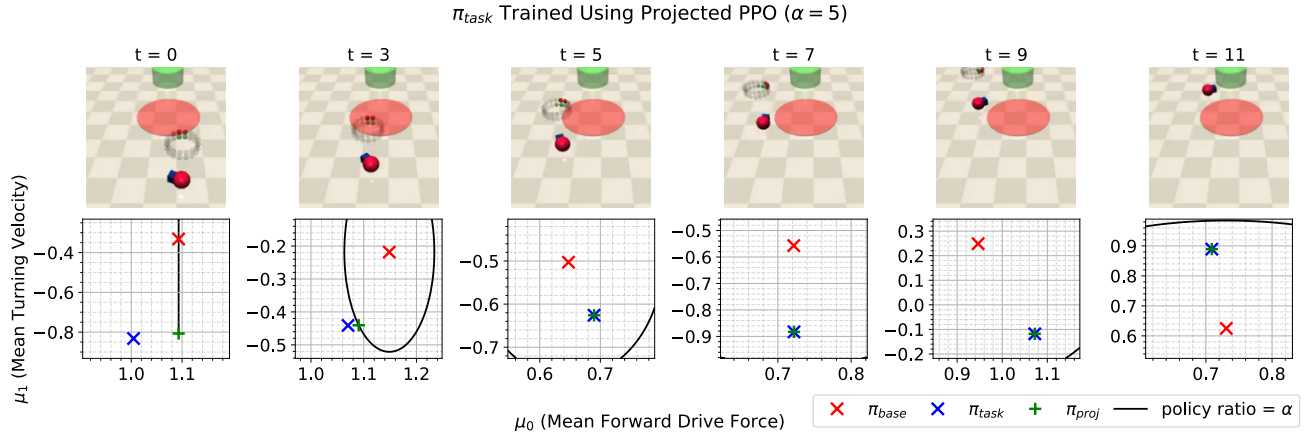 π_task Trained Using Projected PPO (α = 5)
t = 0
t = 3
t = 5
t = 7
t = 9
t = 11
μ₁ (Mean Turning Velocity)
−0.4
−0.6
−0.8
1.0 1.1
−0.2
−0.3
−0.4
−0.5
1.0 1.1 1.2
−0.5
−0.6
−0.7
0.6 0.7
−0.5
−0.6
−0.7
−0.8
−0.9
0.6 0.7 0.8
0.3
0.2
0.1
0.0
−0.1
−0.2
0.9 1.0 1.1
0.9
0.8
0.7
0.6
0.7 0.8
μ₀ (Mean Forward Drive Force)
π_base π_task π_proj policy ratio = α